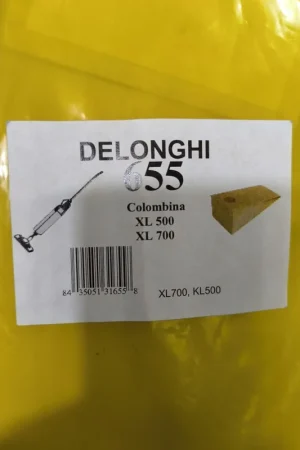 DELONGHI
655
Colombina
XL 500
XL 700
84 35051 31655 8
XL700, KL500